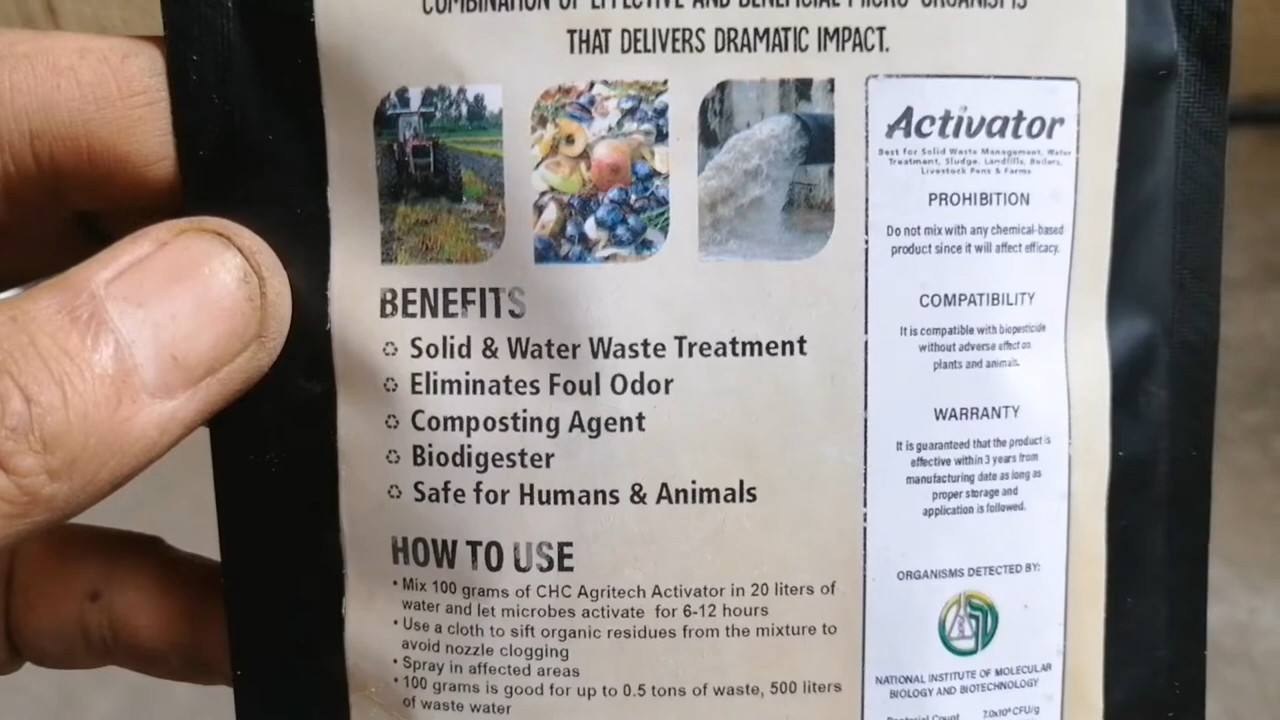 COMBINATION OF EFFECTIVE AND BENEFICIAL MICRO-ORGANISMS
THAT DELIVERS DRAMATIC IMPACT.
BENEFITS
Solid & Water Waste Treatment
Eliminates Foul Odor
Composting Agent
Biodigester
Safe for Humans & Animals
HOW TO USE
• Mix 100 grams of CHC Agritech Activator in 20 liters of
water and let microbes activate for 6-12 hours
• Use a cloth to sift organic residues from the mixture to
avoid nozzle clogging
• Spray in affected areas
• 100 grams is good for up to 0.5 tons of waste, 500 liters
of waste water
Activator
Best for Solid Waste Management, Water
Treatment, Sludge, Landfills, Boilers,
Livestock Pens & Farms
PROHIBITION
Do not mix with any chemical-based
product since it will affect efficacy.
COMPATIBILITY
It is compatible with biopesticide
without adverse effect on
plants and animals.
WARRANTY
It is guaranteed that the product is
effective within 3 years from
manufacturing date as long as
proper storage and
application is followed.
ORGANISMS DETECTED BY:
NATIONAL INSTITUTE OF MOLECULAR
BIOLOGY AND BIOTECHNOLOGY
Bacterial Count